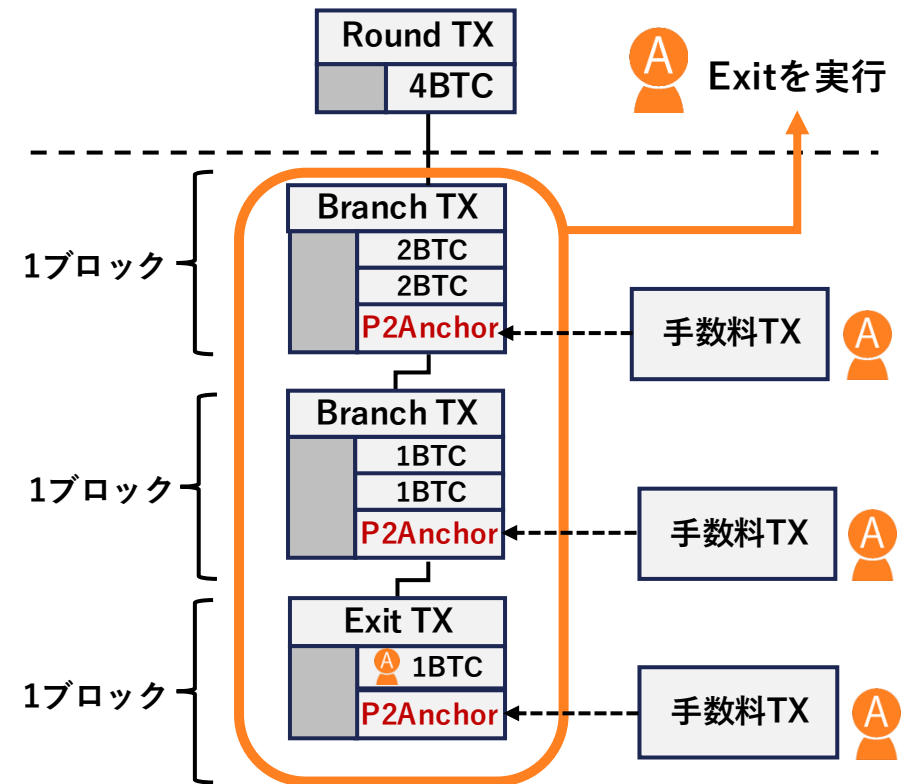 Round TX
4BTC
A
Exitを実行
1ブロック
Branch TX
2BTC
2BTC
P2Anchor
手数料TX
A
1ブロック
Branch TX
1BTC
1BTC
P2Anchor
手数料TX
A
1ブロック
Exit TX
A 1BTC
P2Anchor
手数料TX
A